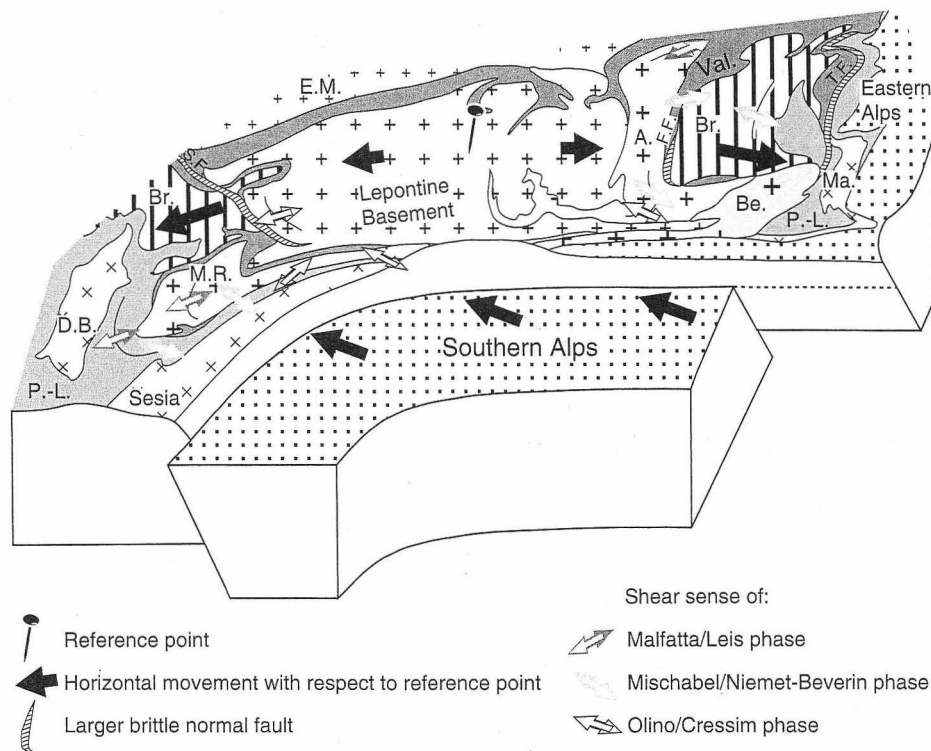 E.M.
Val.
T.F.
Eastern
Alps
S.F.
A.
F.F.
Br.
Br.
Lepontine
Basement
Ma.
Be.
P.-L.
M.R.
D.B.
Southern Alps
P.-L.
Sesia
Shear sense of:
Reference point
Malfatta/Leis phase
Horizontal movement with respect to reference point
Mischabel/Niemet-Beverin phase
Larger brittle normal fault
Olino/Cressim phase